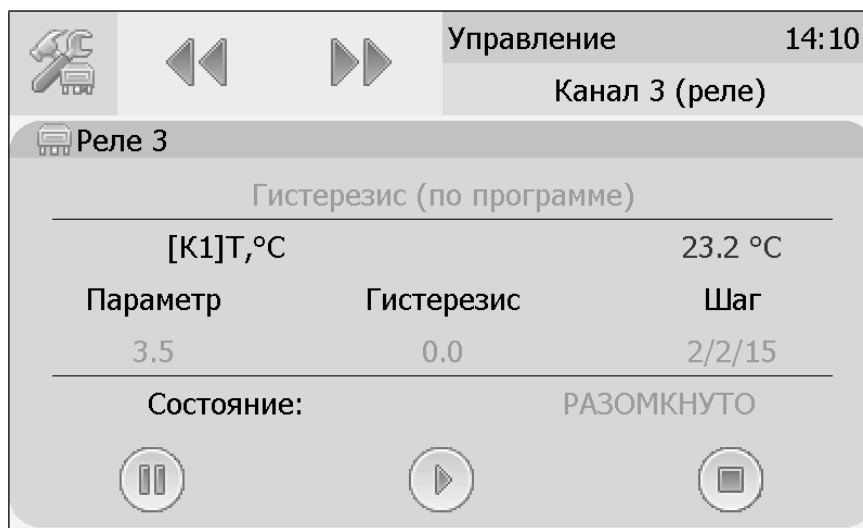 Управление 14:10
Канал 3 (реле)
Реле 3
Гистерезис (по программе)
[К1]T,°C 23.2 °C
Параметр Гистерезис Шаг
3.5 0.0 2/2/15
Состояние: РАЗОМКНУТО